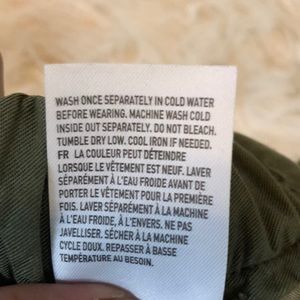 WASH ONCE SEPARATELY IN COLD WATER
BEFORE WEARING. MACHINE WASH COLD
INSIDE OUT SEPARATELY. DO NOT BLEACH.
TUMBLE DRY LOW. COOL IRON IF NEEDED.
FR LA COULEUR PEUT DÉTEINDRE
LORSQUE LE VÊTEMENT EST NEUF. LAVER
SÉPARÉMENT À L'EAU FROIDE AVANT DE
PORTER LE VÊTEMENT POUR LA PREMIÈRE
FOIS. LAVER SÉPARÉMENT À LA MACHINE
À L'EAU FROIDE, À L'ENVERS. NE PAS
JAVELLISER. SÉCHER À LA MACHINE
CYCLE DOUX. REPASSER À BASSE
TEMPÉRATURE AU BESOIN.